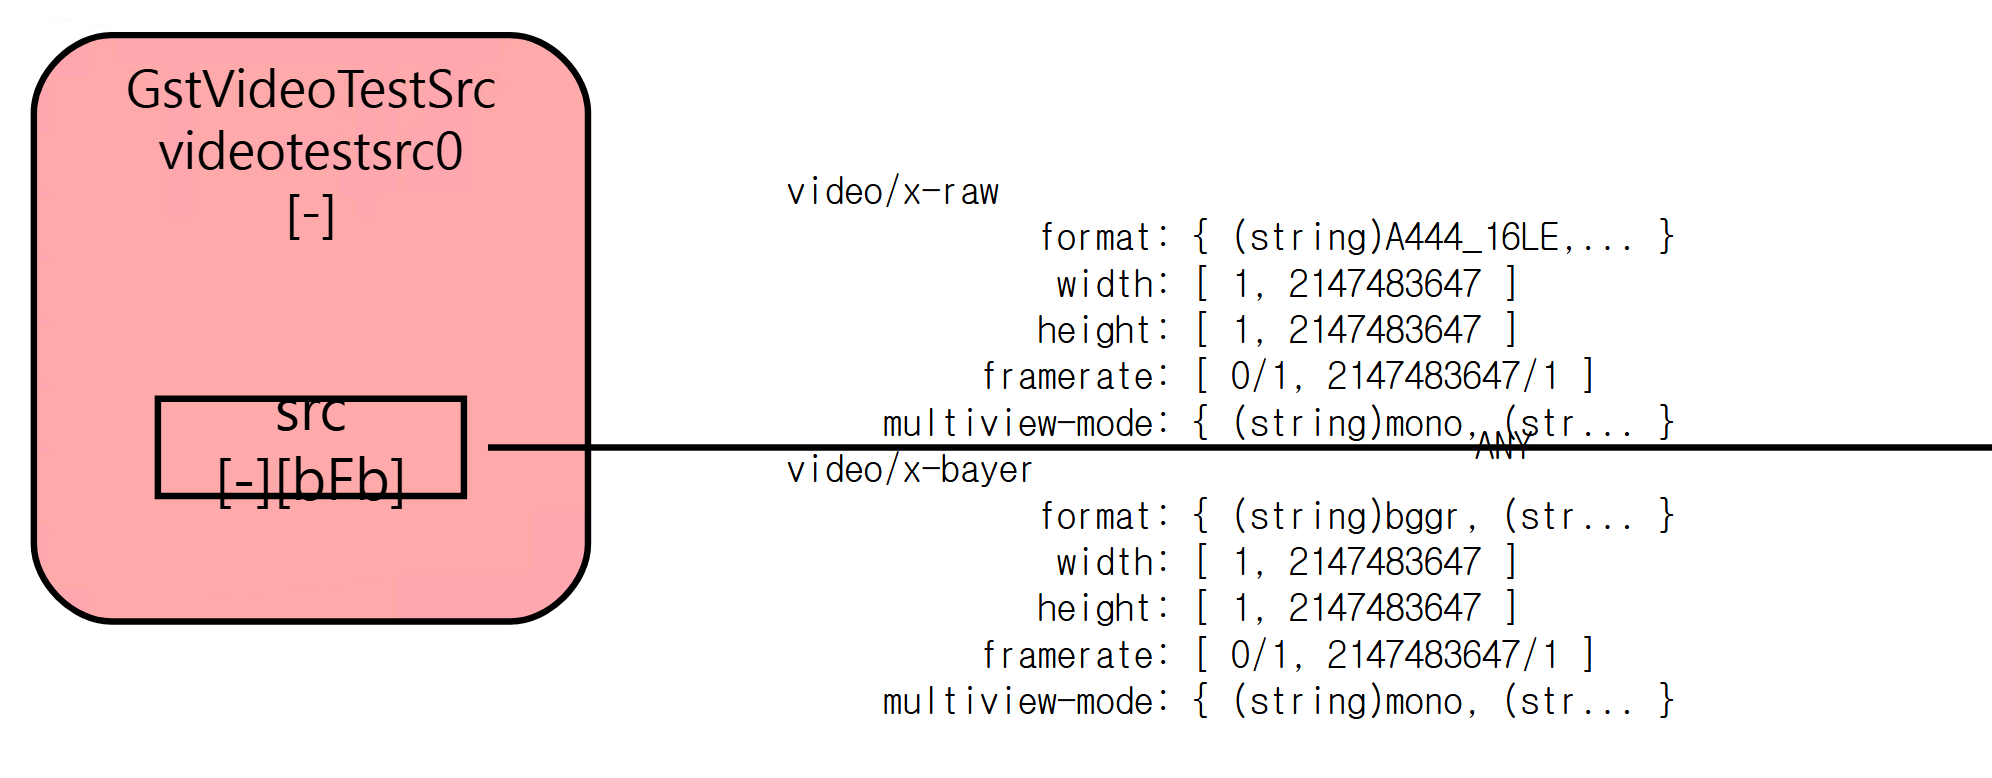 GstVideoTestSrc
videotestsrc0
[-]
src
[-][bFb]
video/x-raw
format: { (string)A444_16LE,... }
width: [ 1, 2147483647 ]
height: [ 1, 2147483647 ]
framerate: [ 0/1, 2147483647/1 ]
multiview-mode: { (string)mono, (str... }
ANY
video/x-bayer
format: { (string)bggr, (str... }
width: [ 1, 2147483647 ]
height: [ 1, 2147483647 ]
framerate: [ 0/1, 2147483647/1 ]
multiview-mode: { (string)mono, (str... }